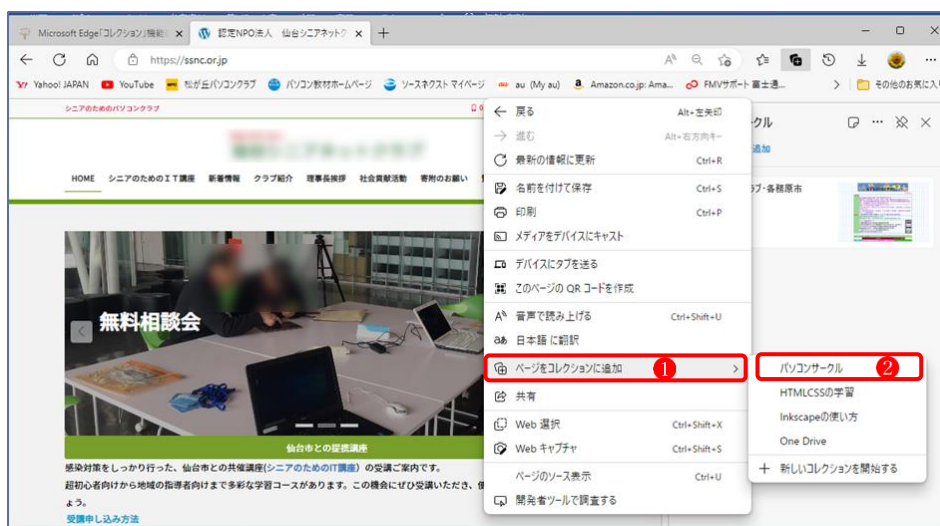 Microsoft Edge「コレクション」機能
認定NPO法人　仙台シニアネットク
https://ssnc.or.jp
Yahoo! JAPAN
YouTube
松が丘パソコンクラブ
パソコン教材ホームページ
ソースネクスト マイページ
au (My au)
Amazon.co.jp: Ama...
FMVサポート 富士通...
その他のお気に入り
シニアのためのパソコンクラブ
HOME シニアのためのＩＴ講座 新着情報 クラブ紹介 理事長挨拶 社会貢献活動 寄附のお願い
無料相談会
仙台市との提携講座
感染対策をしっかり行った、仙台市との共催講座(シニアのためのIT講座）の受講ご案内です。
超初心者向けから地域の指導者向けまで多彩な学習コースがあります。この機会にぜひ受講いただき、
ょう。
受講申し込み方法
戻る Alt+左矢印
進む Alt+右方向キー
最新の情報に更新 Ctrl+R
名前を付けて保存 Ctrl+S
印刷 Ctrl+P
メディアをデバイスにキャスト
デバイスにタブを送る
このページの QR コードを作成
音声で読み上げる Ctrl+Shift+U
日本語 に翻訳
ページをコレクションに追加 1
共有
Web 選択 Ctrl+Shift+X
Web キャプチャ Ctrl+Shift+S
ページのソース表示 Ctrl+U
開発者ツールで調査する
ークル
追加
ブ・各務原市
パソコンサークル 2
HTMLCSSの学習
Inkscapeの使い方
One Drive
新しいコレクションを開始する